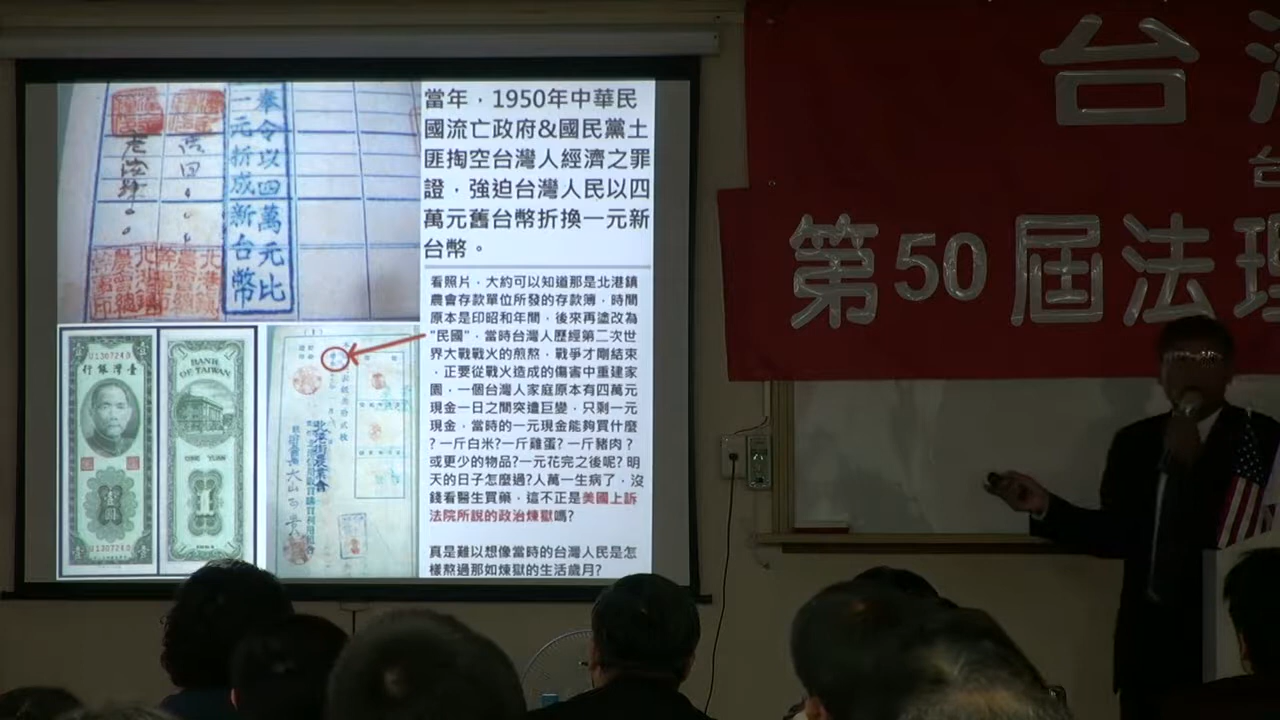 當年，1950年中華民
國流亡政府&國民黨土
匪掏空台灣人經濟之罪
證，強迫台灣人民以四
萬元舊台幣折換一元新
台幣。
看照片，大約可以知道那是北港鎮
農會存款單位所發的存款簿，時間
原本是印昭和年間，後來再塗改為
"民國"，當時台灣人歷經第二次世
界大戰戰火的煎熬，戰爭才剛結束
，正要從戰火造成的傷害中重建家
園，一個台灣人家庭原本有四萬元
現金一日之間突遭巨變，只剩一元
現金，當時的一元現金能夠買什麼
？一斤白米?一斤雞蛋？一斤豬肉？
或更少的物品?一元花完之後呢？明
天的日子怎麼過?人萬一生病了，沒
錢看醫生買藥，這不正是美國上訴
法院所說的政治煉獄嗎?
真是難以想像當時的台灣人民是怎
樣熬過那如煉獄的生活歲月?
奉令以四萬元比
一元折成新台幣
U130724B
行銀灣臺
U130724B
BANK
OF TAIWAN
ONE YUAN
1
台
台
第50屆法理